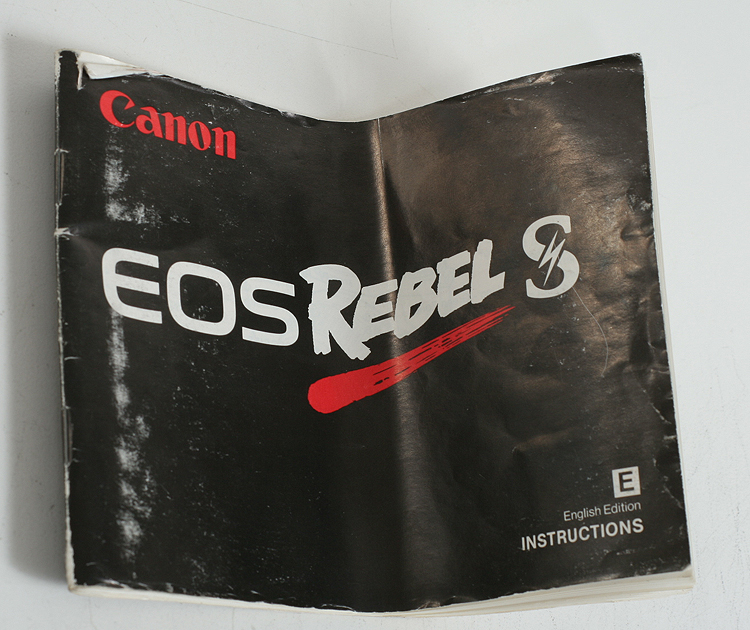 Canon
EOS REBEL S
E
English Edition
INSTRUCTIONS